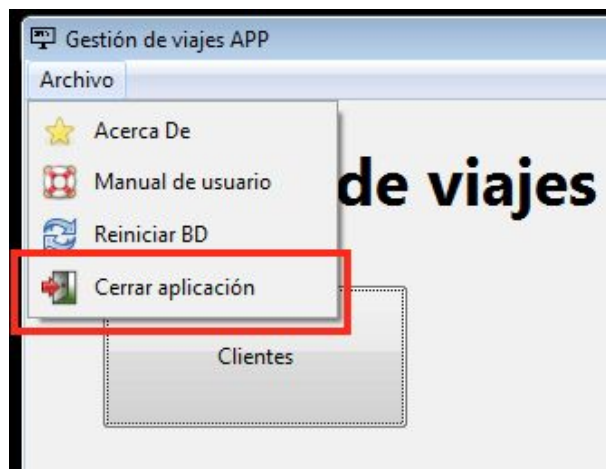 Gestión de viajes APP
Archivo
Acerca De
Manual de usuario
de viajes
Reiniciar BD
Cerrar aplicación
Clientes